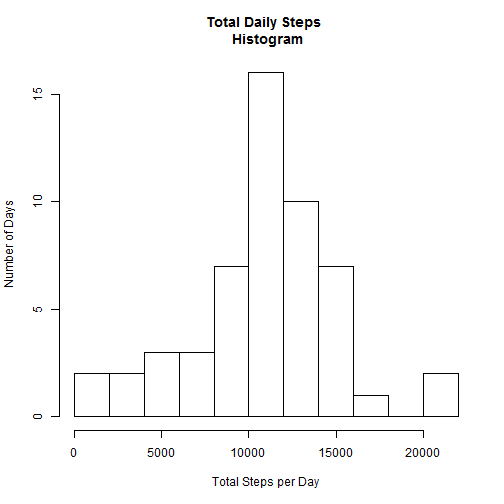 Total Daily Steps
Histogram
Number of Days
15
10
5
0
0 5000 10000 15000 20000
Total Steps per Day